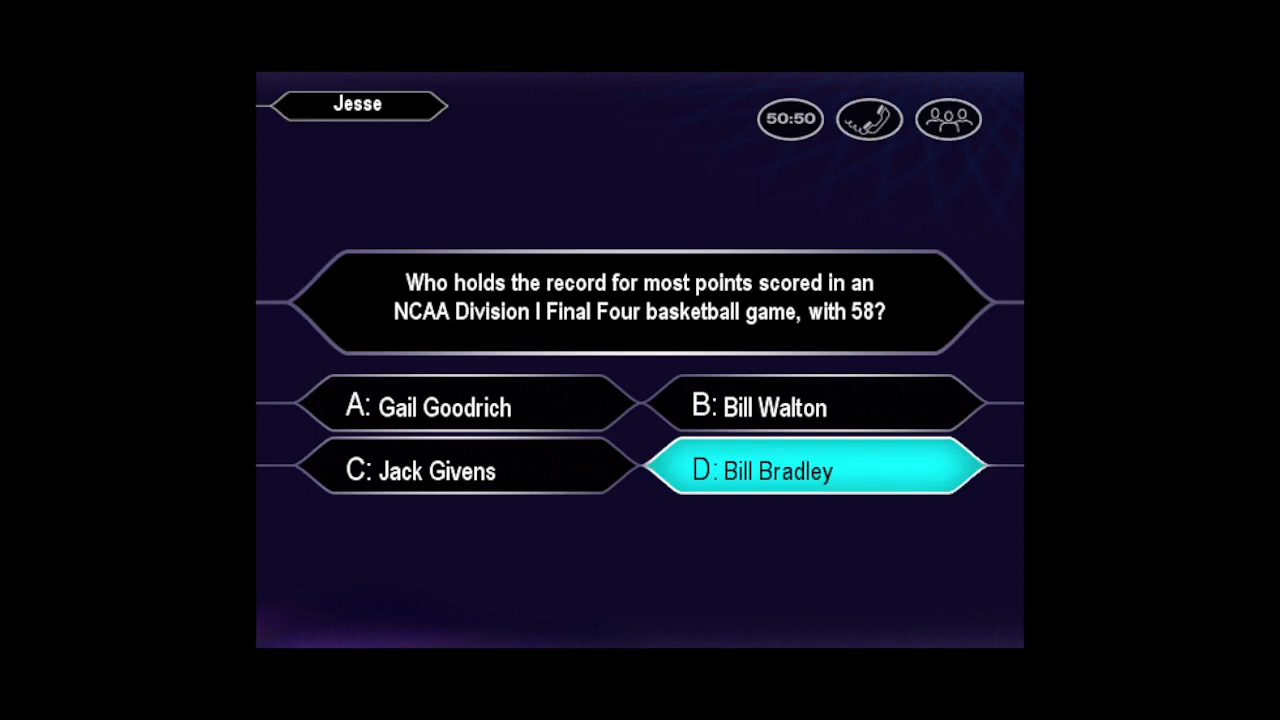 Jesse
50:50
Who holds the record for most points scored in an
NCAA Division I Final Four basketball game, with 58?
A: Gail Goodrich
B: Bill Walton
C: Jack Givens
D: Bill Bradley